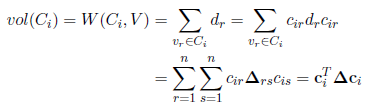 vol(C_i) = W(C_i, V) = \sum_{v_r \in C_i} d_r = \sum_{v_r \in C_i} c_{ir} d_r c_{ir}
= \sum_{r=1}^{n} \sum_{s=1}^{n} c_{ir} \mathbf{\Delta}_{rs} c_{is} = \mathbf{c}_i^T \mathbf{\Delta} \mathbf{c}_i